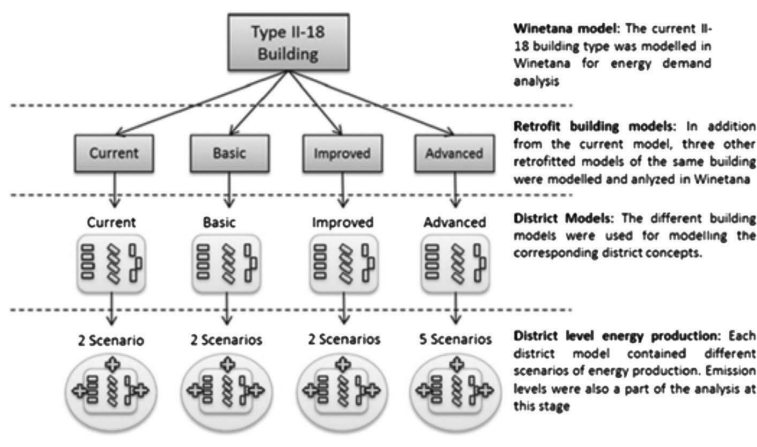 Type II-18
Building
Winetana model: The current II-
18 building type was modelled in
Winetana for energy demand
analysis
Current
Basic
Improved
Advanced
Retrofit building models: In addition
from the current model, three other
retrofitted models of the same building
were modelled and anlyzed in Winetana
Current
Basic
Improved
Advanced
District Models: The different building
models were used for modelling the
corresponding district concepts.
2 Scenario
2 Scenarios
2 Scenarios
5 Scenarios
District level energy production: Each
district model contained different
scenarios of energy production. Emission
levels were also a part of the analysis at
this stage